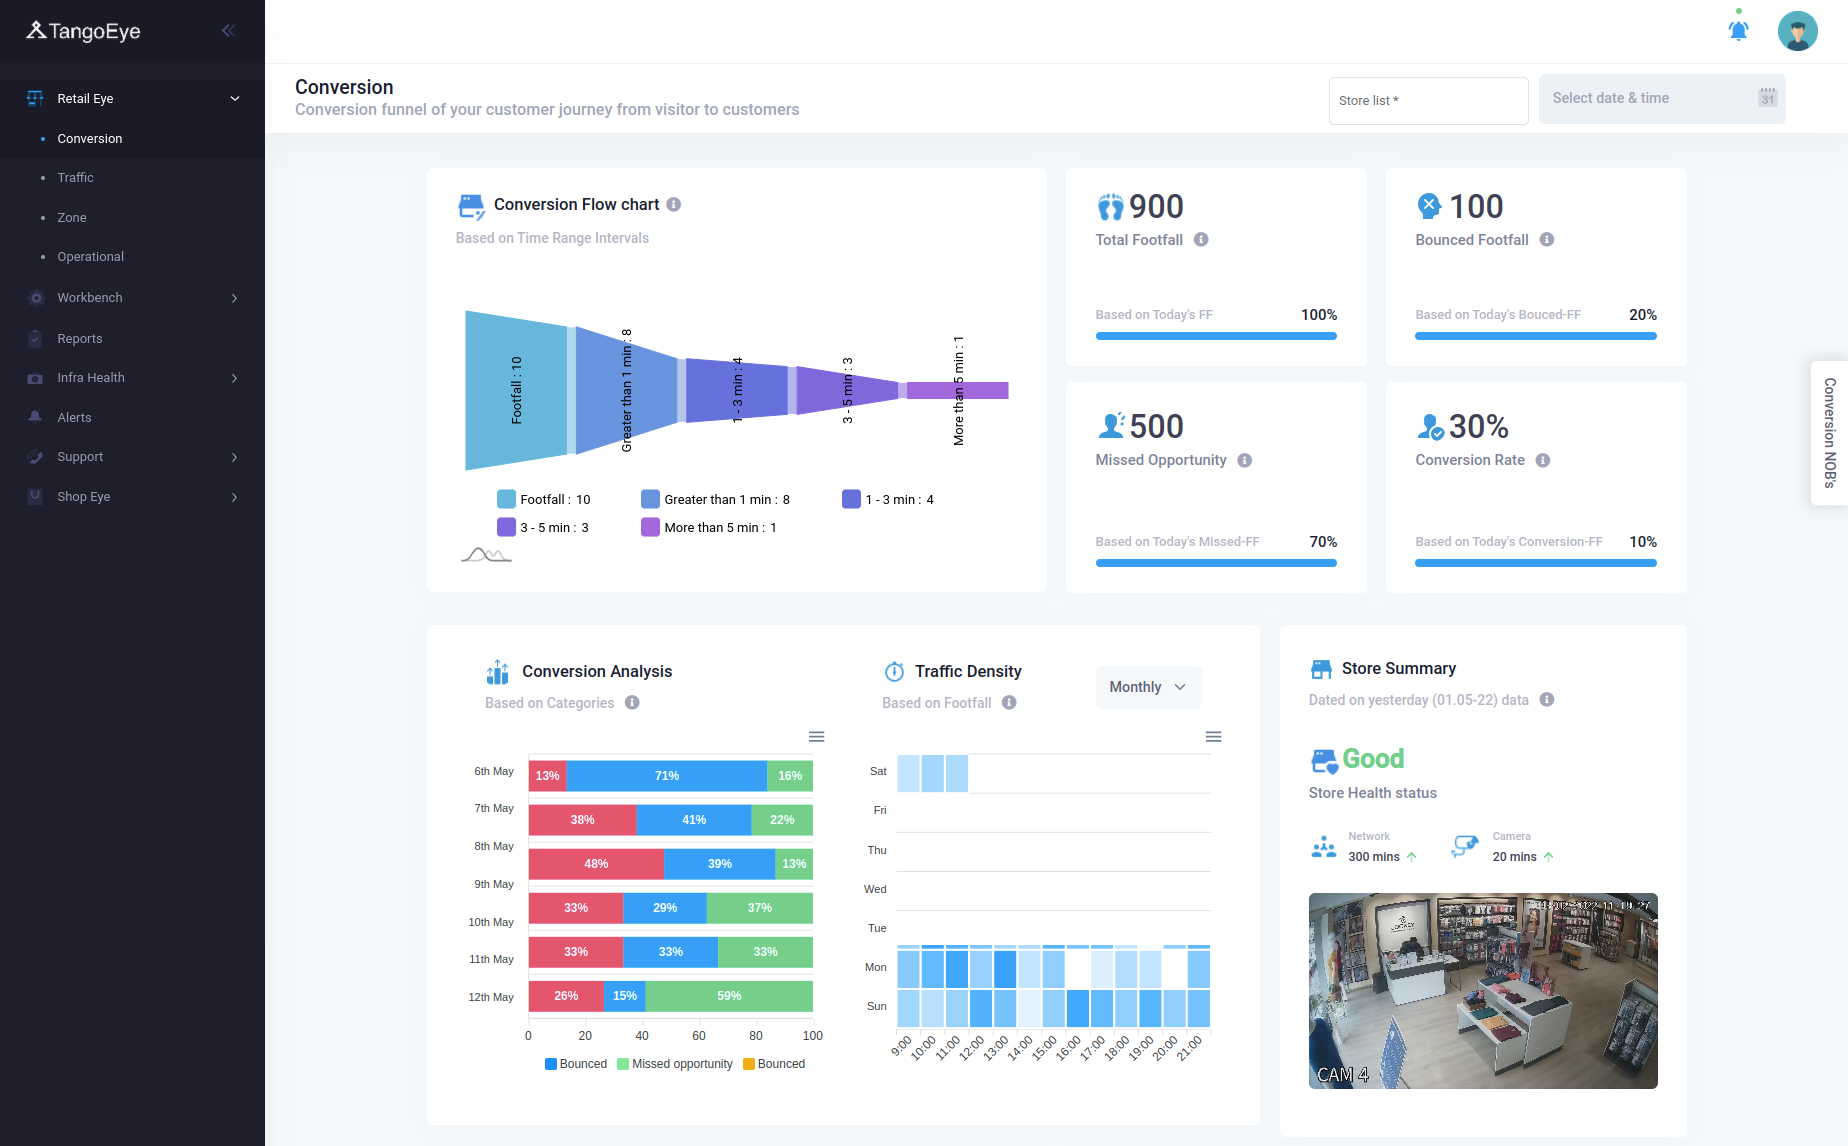 TangoEye
Retail Eye
Conversion
Traffic
Zone
Operational
Workbench
Reports
Infra Health
Alerts
Support
Shop Eye
Conversion
Conversion funnel of your customer journey from visitor to customers
Store list *
Select date & time
31
Conversion Flow chart
Based on Time Range Intervals
Footfall : 10
Greater than 1 min : 8
1 - 3 min : 4
3 - 5 min : 3
More than 5 min : 1
Footfall : 10
Greater than 1 min : 8
1 - 3 min : 4
3 - 5 min : 3
More than 5 min : 1
900
Total Footfall
Based on Today's FF
100%
100
Bounced Footfall
Based on Today's Bouced-FF
20%
500
Missed Opportunity
Based on Today's Missed-FF
70%
30%
Conversion Rate
Based on Today's Conversion-FF
10%
Conversion NOB's
Conversion Analysis
Based on Categories
6th May
7th May
8th May
9th May
10th May
11th May
12th May
13% 71% 16%
38% 41% 22%
48% 39% 13%
33% 29% 37%
33% 33% 33%
26% 15% 59%
0 20 40 60 80 100
Bounced Missed opportunity Bounced
Traffic Density
Based on Footfall
Monthly
Sat
Fri
Thu
Wed
Tue
Mon
Sun
9:00 10:00 11:00 12:00 13:00 14:00 15:00 16:00 17:00 18:00 19:00 20:00 21:00
Store Summary
Dated on yesterday (01.05-22) data
Good
Store Health status
Network
300 mins
Camera
20 mins
CAM 4